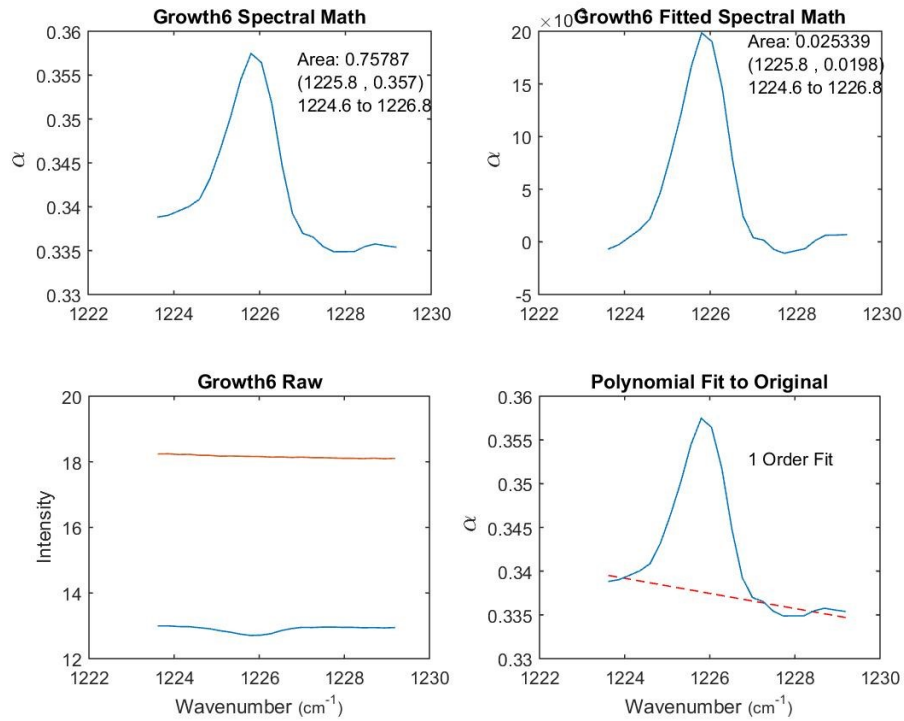 Growth6 Spectral Math
0.36
0.355
0.35
0.345
0.34
0.335
0.33
α
Area: 0.75787
(1225.8 , 0.357)
1224.6 to 1226.8
1222 1224 1226 1228 1230
Growth6 Fitted Spectral Math
20
15
10
5
0
-5
α
Area: 0.025339
(1225.8 , 0.0198)
1224.6 to 1226.8
1222 1224 1226 1228 1230
Growth6 Raw
20
18
16
14
12
Intensity
1222 1224 1226 1228 1230
Wavenumber (cm-1)
Polynomial Fit to Original
0.36
0.355
0.35
0.345
0.34
0.335
0.33
α
1 Order Fit
1222 1224 1226 1228 1230
Wavenumber (cm-1)